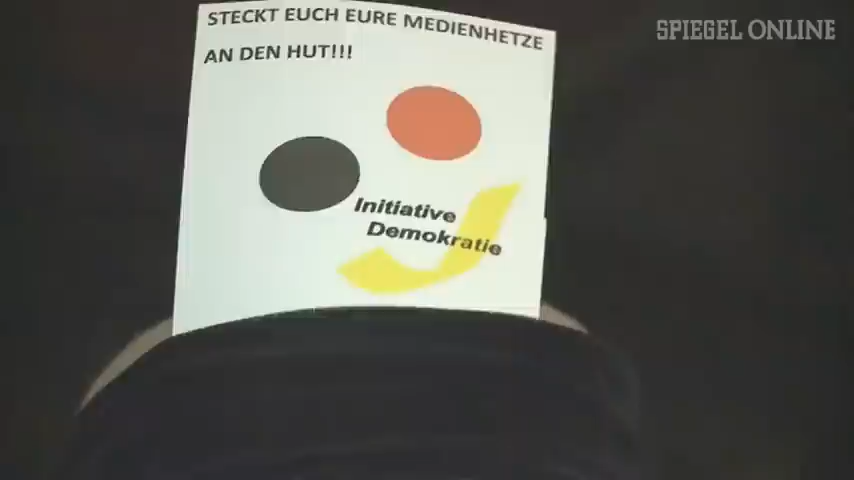 SPIEGEL ONLINE
STECKT EUCH EURE MEDIENHETZE
AN DEN HUT!!!
Initiative
Demokratie